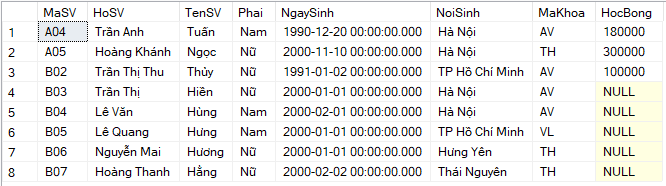 MaSV HoSV TenSV Phai NgaySinh NoiSinh MaKhoa HocBong
1 A04 Trần Anh Tuấn Nam 1990-12-20 00:00:00.000 Hà Nội AV 180000
2 A05 Hoàng Khánh Ngọc Nữ 2000-11-10 00:00:00.000 Hà Nội TH 300000
3 B02 Trần Thị Thu Thủy Nữ 1991-01-02 00:00:00.000 TP Hồ Chí Minh AV 100000
4 B03 Trần Thị Hiền Nữ 2000-01-01 00:00:00.000 Hà Nội AV NULL
5 B04 Lê Văn Hùng Nam 2000-02-01 00:00:00.000 Hà Nội AV NULL
6 B05 Lê Quang Hưng Nam 2000-01-01 00:00:00.000 TP Hồ Chí Minh VL NULL
7 B06 Nguyễn Mai Hương Nữ 2000-01-01 00:00:00.000 Hưng Yên TH NULL
8 B07 Hoàng Thanh Hằng Nữ 2000-02-02 00:00:00.000 Thái Nguyên TH NULL